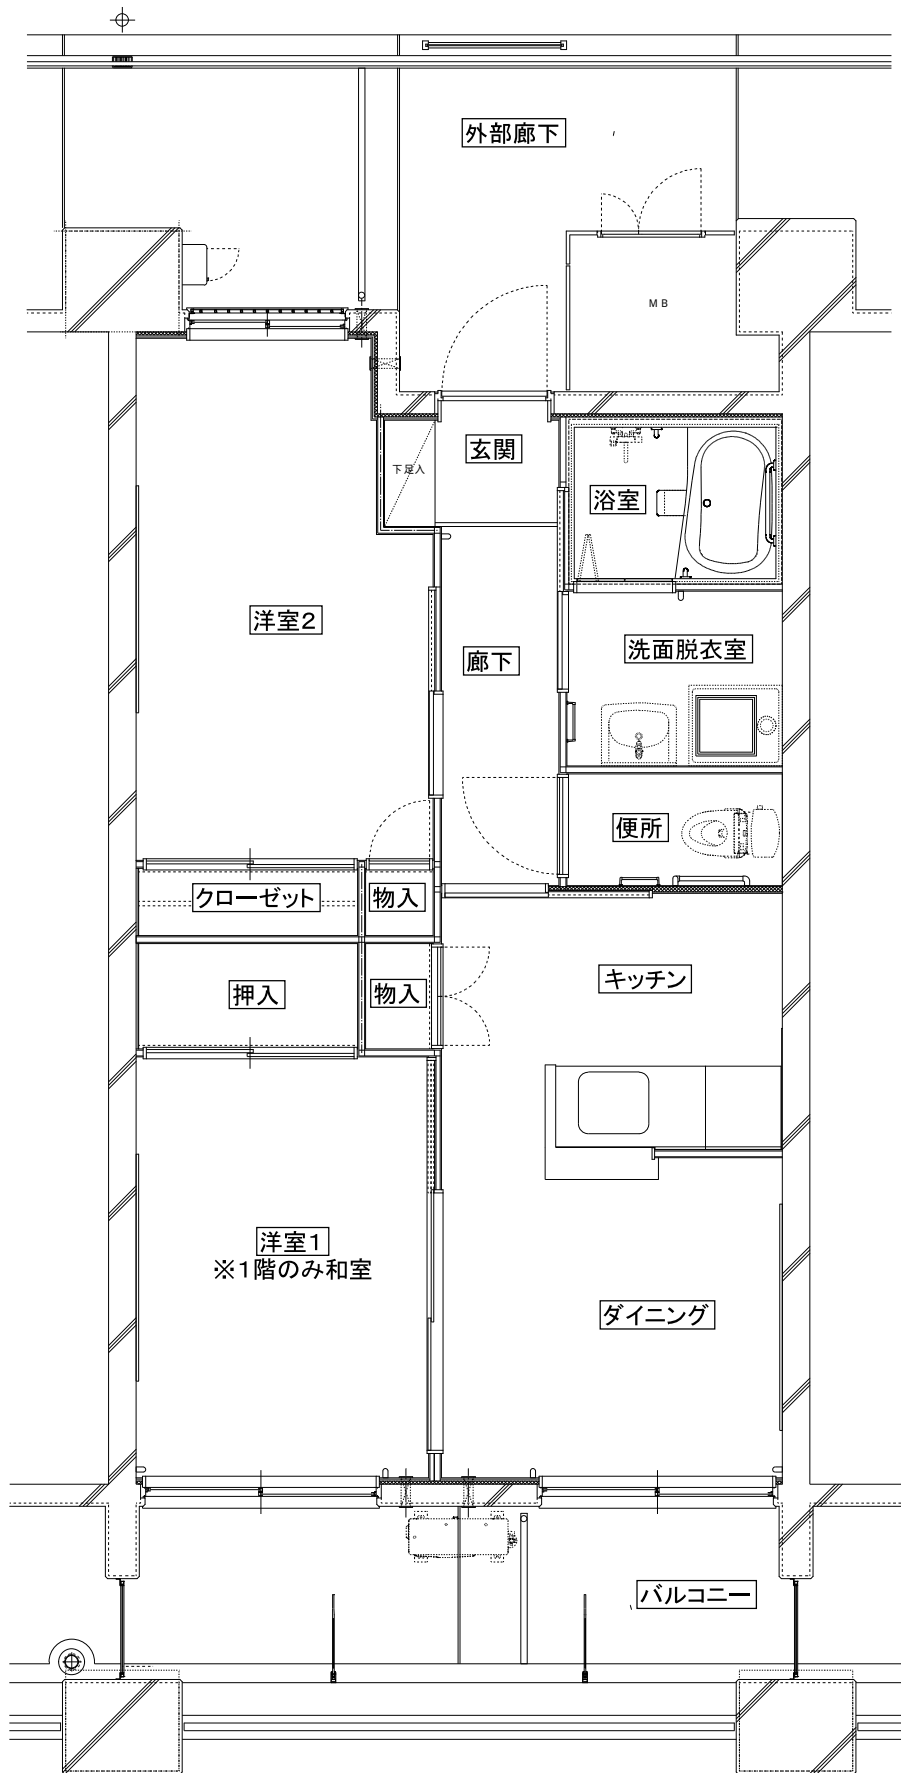 外部廊下
MB
玄関
下足入
浴室
洋室2
洗面脱衣室
廊下
便所
クローゼット
物入
キッチン
押入
物入
洋室1
※1階のみ和室
ダイニング
バルコニー